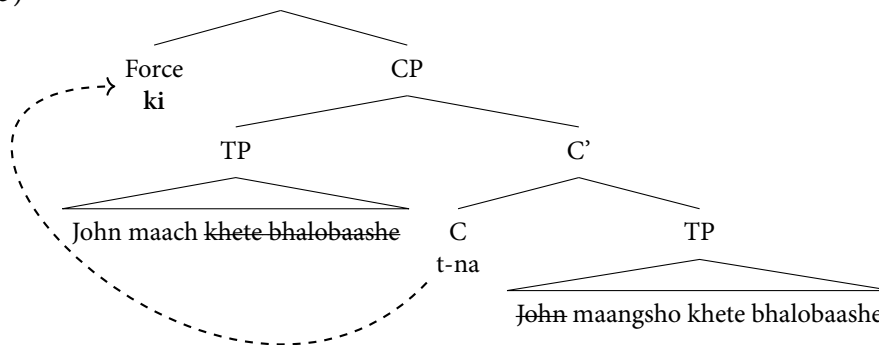 Force CP
ki
TP C’
John maach khete bhalobaashe C TP
t-na
John maangsho khete bhalobaashe